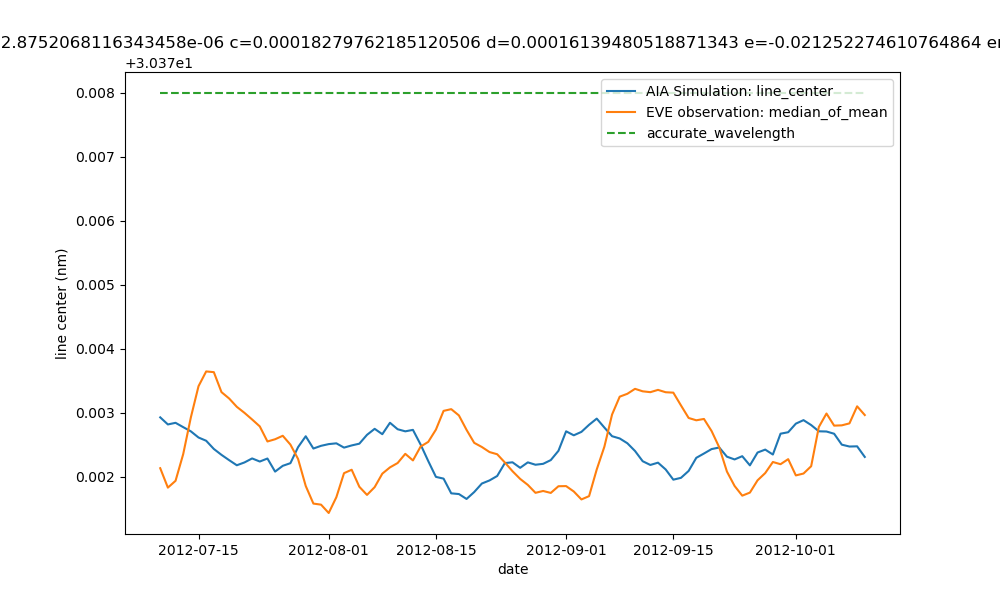 2.8752068116343458e-06 c=0.00018279762185120506 d=0.00016139480518871343 e=-0.021252274610764864 er
+3.037e1
0.008
0.007
0.006
0.005
0.004
0.003
0.002
line center (nm)
AIA Simulation: line_center
EVE observation: median_of_mean
accurate_wavelength
2012-07-15 2012-08-01 2012-08-15 2012-09-01 2012-09-15 2012-10-01
date